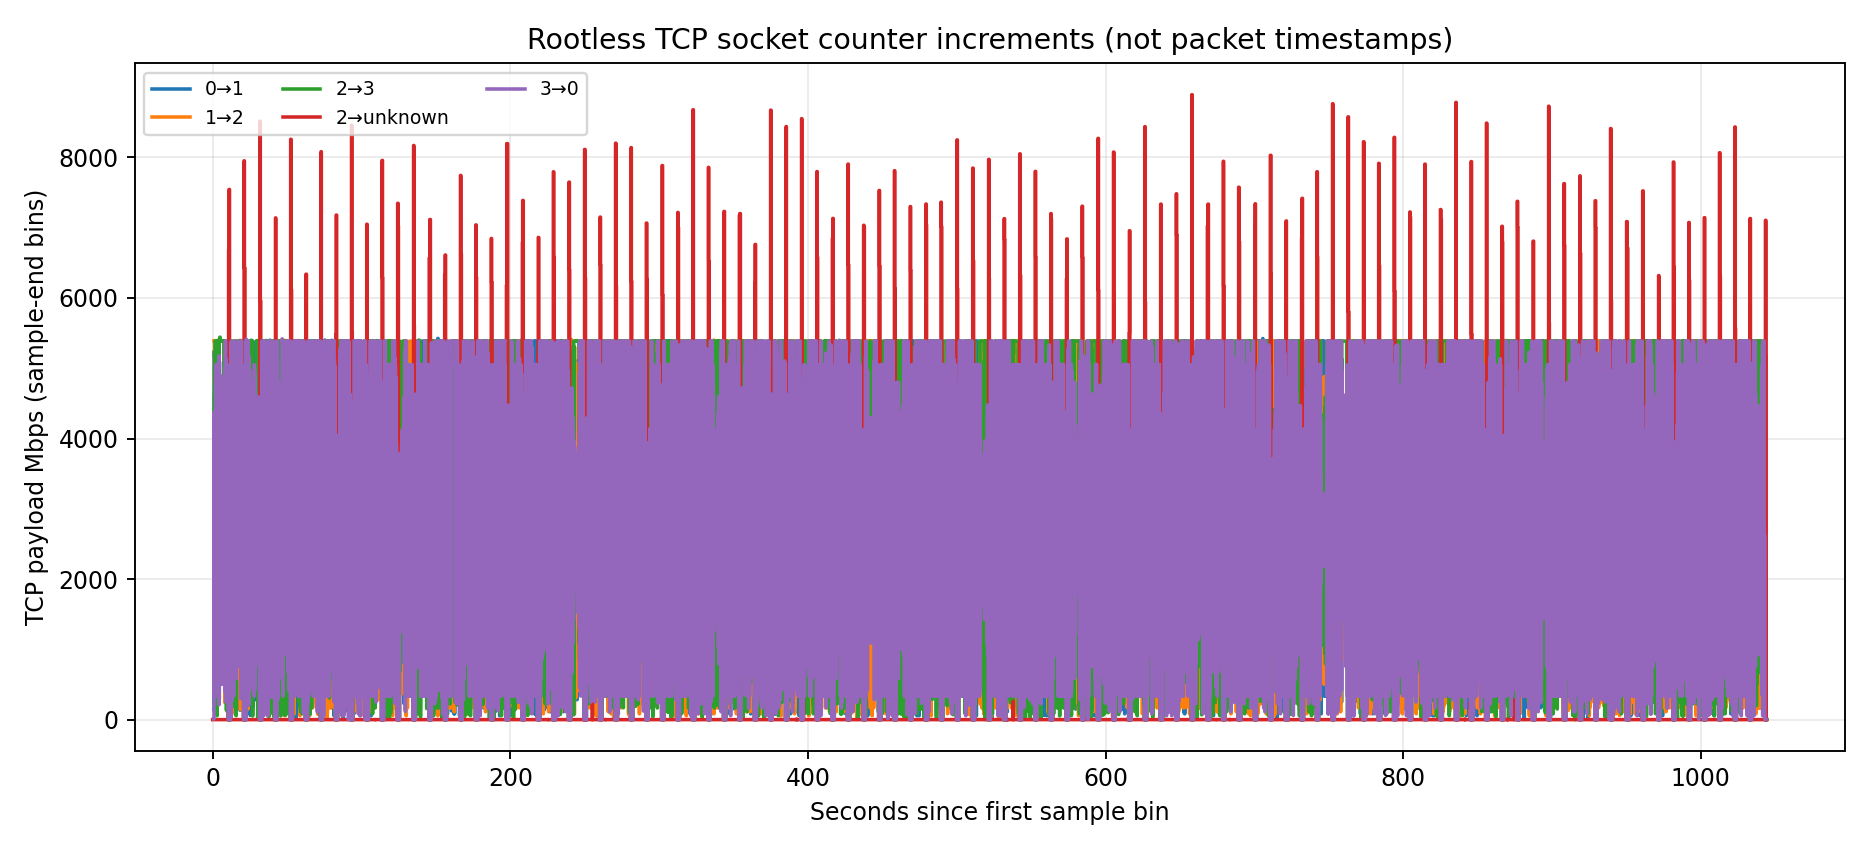 Rootless TCP socket counter increments (not packet timestamps)
0→1
1→2
2→3
2→unknown
3→0
TCP payload Mbps (sample-end bins)
8000
6000
4000
2000
0
0 200 400 600 800 1000
Seconds since first sample bin